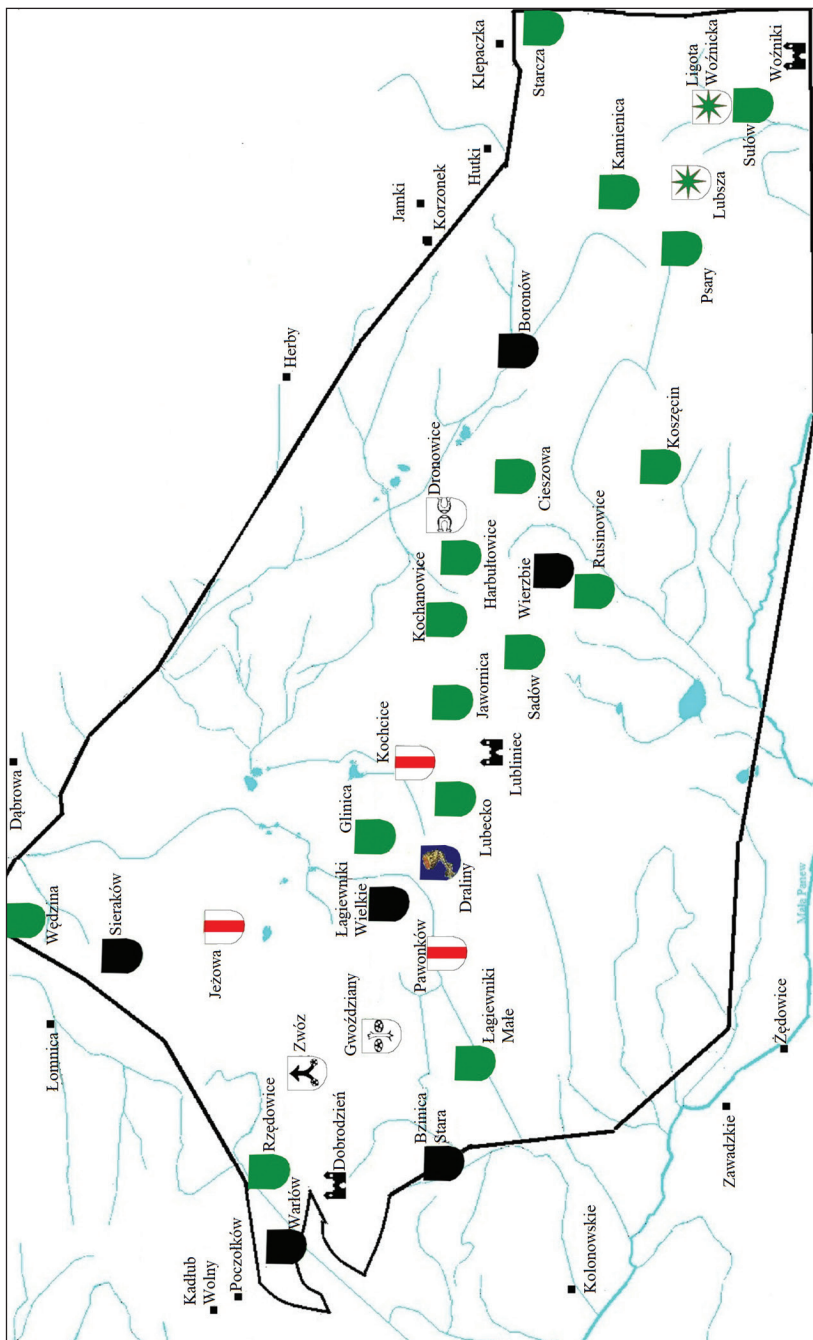 Dąbrowa
Wędzina
Łomnica
Sieraków
Kadłub
Wolny
Poczołków
Jeżowa
Rzędowice
Herby
Warłów
Zwóz
Dobrodzień
Gwoździany
Glinica
Łagiewniki
Wielkie
Kochcice
Jamki
Korzonek
Kochanowice
Dronowice
Pawonków
Bzinica
Stara
Draliny
Hutki
Klepaczka
Lubecko
Jawornica
Harbułtowice
Łagiewniki
Małe
Lubliniec
Boronów
Wierzbie
Sadów
Cieszowa
Starcza
Kolonowskie
Rusinowice
Kamienica
Koszęcin
Ligota
Woźnicka
Psary
Lubsza
Zawadzkie
Sulów
Woźniki
Żędowice
Mała Panew